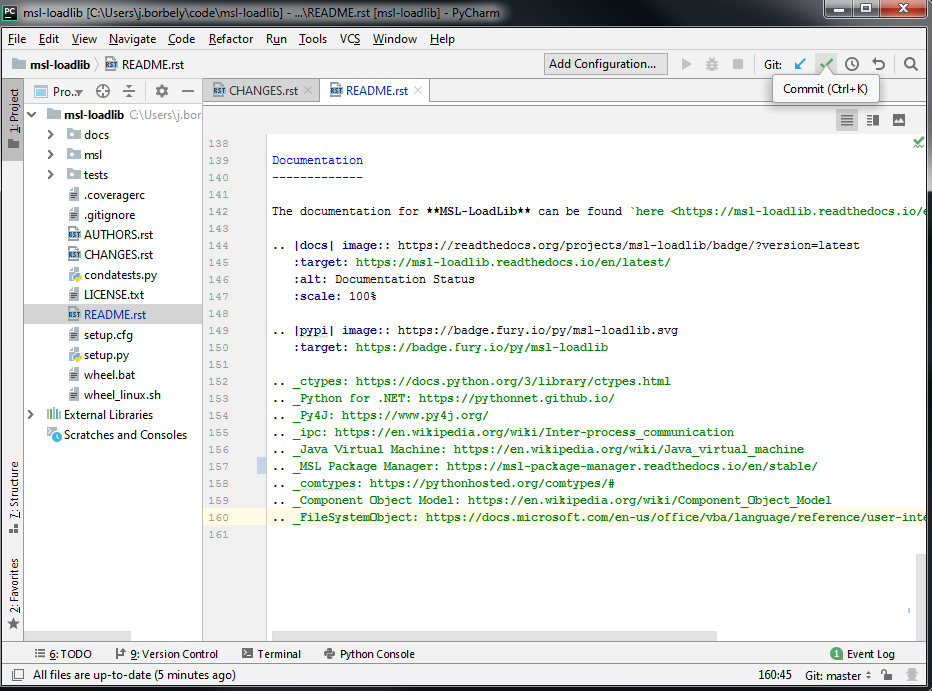 PC msl-loadlib [C:\Users\j.borbely\code\msl-loadlib] - ...\README.rst [msl-loadlib] - PyCharm
File Edit View Navigate Code Refactor Run Tools VCS Window Help
msl-loadlib README.rst Add Configuration... Git:
Commit (Ctrl+K)
1: Project
Pro... CHANGES.rst README.rst
msl-loadlib C:\Users\j.bor
docs
msl
tests
.coveragerc
.gitignore
AUTHORS.rst
CHANGES.rst
condatests.py
LICENSE.txt
README.rst
setup.cfg
setup.py
wheel.bat
wheel_linux.sh
External Libraries
Scratches and Consoles
7: Structure
2: Favorites
138
139 Documentation
140 -------------
141
142 The documentation for **MSL-LoadLib** can be found `here <https://msl-loadlib.readthedocs.io/e
143
144 .. |docs| image:: https://readthedocs.org/projects/msl-loadlib/badge/?version=latest
145 :target: https://msl-loadlib.readthedocs.io/en/latest/
146 :alt: Documentation Status
147 :scale: 100%
148
149 .. |pypi| image:: https://badge.fury.io/py/msl-loadlib.svg
150 :target: https://badge.fury.io/py/msl-loadlib
151
152 .. _ctypes: https://docs.python.org/3/library/ctypes.html
153 .. _Python for .NET: https://pythonnet.github.io/
154 .. _Py4J: https://www.py4j.org/
155 .. _ipc: https://en.wikipedia.org/wiki/Inter-process_communication
156 .. _Java Virtual Machine: https://en.wikipedia.org/wiki/Java_virtual_machine
157 .. _MSL Package Manager: https://msl-package-manager.readthedocs.io/en/stable/
158 .. _comtypes: https://pythonhosted.org/comtypes/#
159 .. _Component Object Model: https://en.wikipedia.org/wiki/Component_Object_Model
160 .. _FileSystemObject: https://docs.microsoft.com/en-us/office/vba/language/reference/user-inte
161
6: TODO 9: Version Control Terminal Python Console 1 Event Log
All files are up-to-date (5 minutes ago) 160:45 Git: master